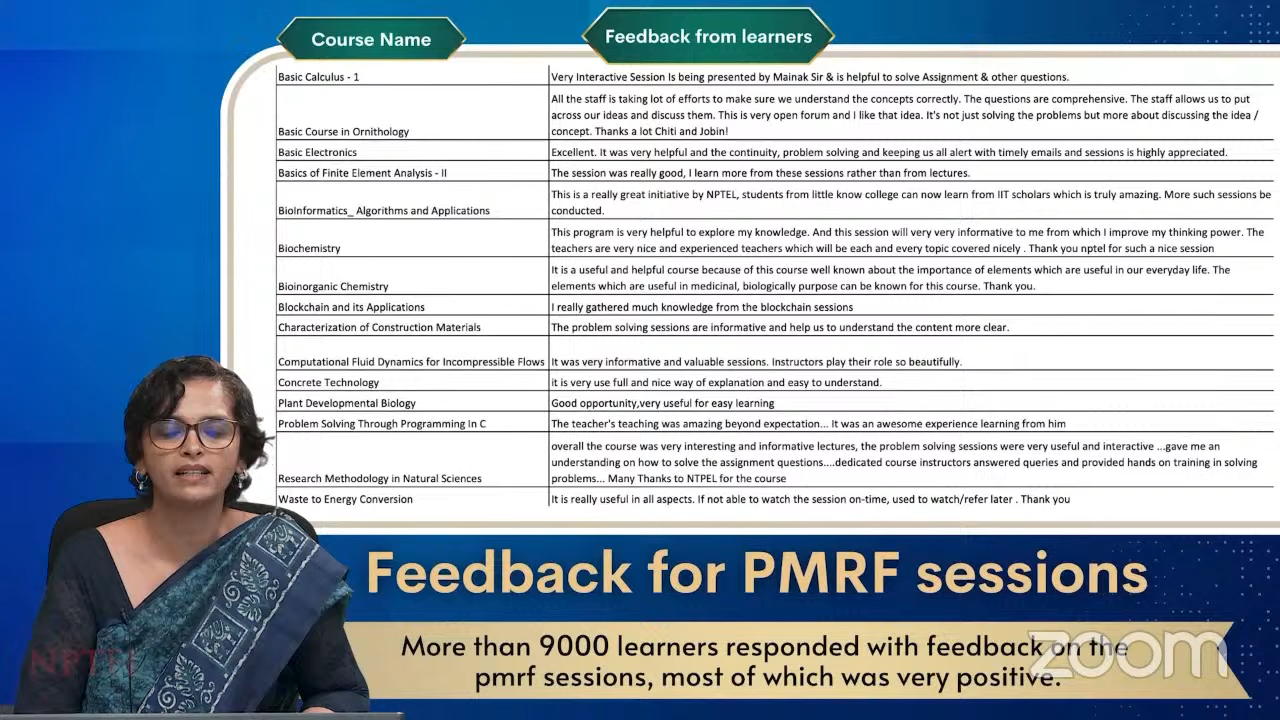 Course Name
Feedback from learners
Basic Calculus - 1
Very Interactive Session Is being presented by Mainak Sir & is helpful to solve Assignment & other questions.
All the staff is taking lot of efforts to make sure we understand the concepts correctly. The questions are comprehensive. The staff allows us to put
across our ideas and discuss them. This is very open forum and I like that idea. It's not just solving the problems but more about discussing the idea /
Basic Course in Ornithology
concept. Thanks a lot Chiti and Jobin!
Basic Electronics
Excellent. It was very helpful and the continuity, problem solving and keeping us all alert with timely emails and sessions is highly appreciated.
Basics of Finite Element Analysis - II
The session was really good, I learn more from these sessions rather than from lectures.
This is a really great initiative by NPTEL, students from little know college can now learn from IIT scholars which is truly amazing. More such sessions be
BioInformatics_ Algorithms and Applications
conducted.
This program is very helpful to explore my knowledge. And this session will very very informative to me from which I improve my thinking power. The
Biochemistry
teachers are very nice and experienced teachers which will be each and every topic covered nicely . Thank you nptel for such a nice session
It is a useful and helpful course because of this course well known about the importance of elements which are useful in our everyday life. The
Bioinorganic Chemistry
elements which are useful in medicinal, biologically purpose can be known for this course. Thank you.
Blockchain and its Applications
I really gathered much knowledge from the blockchain sessions
Characterization of Construction Materials
The problem solving sessions are informative and help us to understand the content more clear.
Computational Fluid Dynamics for Incompressible Flows
It was very informative and valuable sessions. Instructors play their role so beautifully.
Concrete Technology
it is very use full and nice way of explanation and easy to understand.
Plant Developmental Biology
Good opportunity,very useful for easy learning
Problem Solving Through Programming In C
The teacher's teaching was amazing beyond expectation... It was an awesome experience learning from him
overall the course was very interesting and informative lectures, the problem solving sessions were very useful and interactive ...gave me an
understanding on how to solve the assignment questions....dedicated course instructors answered queries and provided hands on training in solving
Research Methodology in Natural Sciences
problems... Many Thanks to NTPEL for the course
Waste to Energy Conversion
It is really useful in all aspects. If not able to watch the session on-time, used to watch/refer later . Thank you
Feedback for PMRF sessions
More than 9000 learners responded with feedback on the
pmrf sessions, most of which was very positive.
zoom
NPTEL